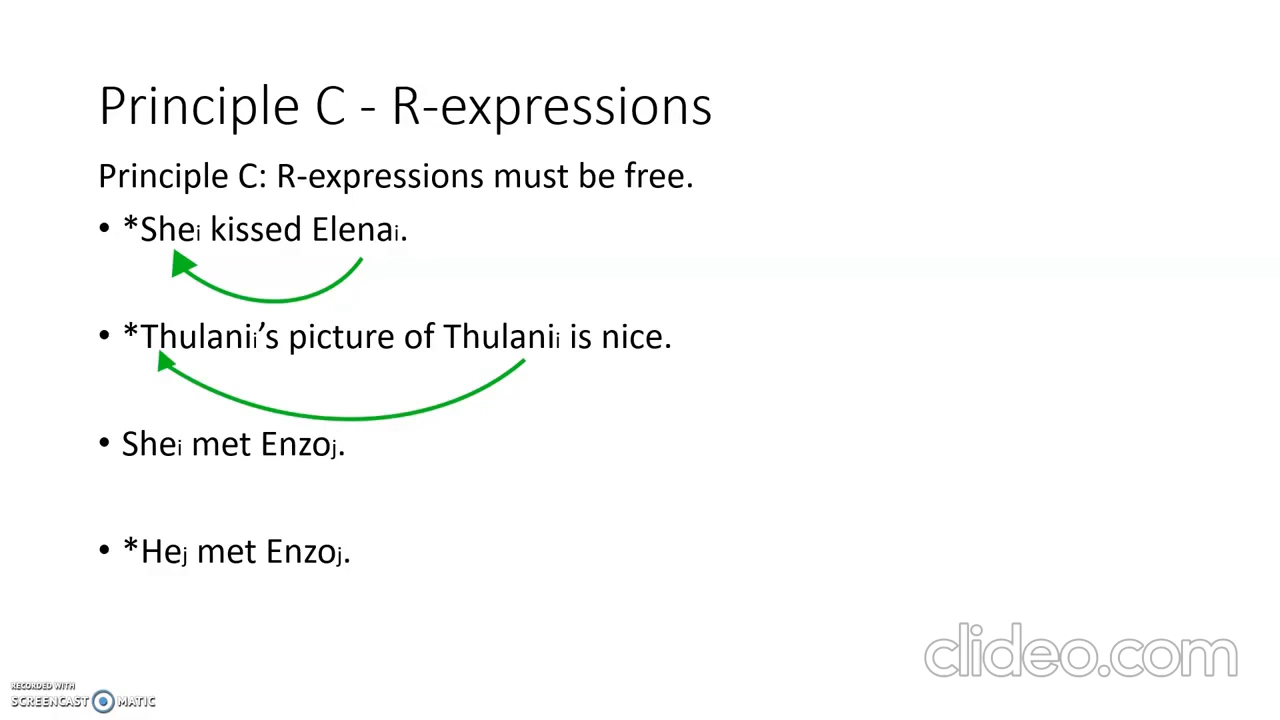 Principle C - R-expressions
Principle C: R-expressions must be free.
• *Sheᵢ kissed Elenaᵢ.
• *Thulaniᵢ’s picture of Thulaniᵢ is nice.
• Sheᵢ met Enzoⱼ.
• *Heⱼ met Enzoⱼ.
clideo.com
RECORDED WITH
SCREENCAST MATIC